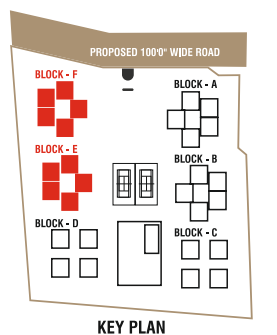 PROPOSED 100'0" WIDE ROAD
BLOCK - F
BLOCK - A
BLOCK - E
BLOCK - B
BLOCK - D
BLOCK - C
KEY PLAN